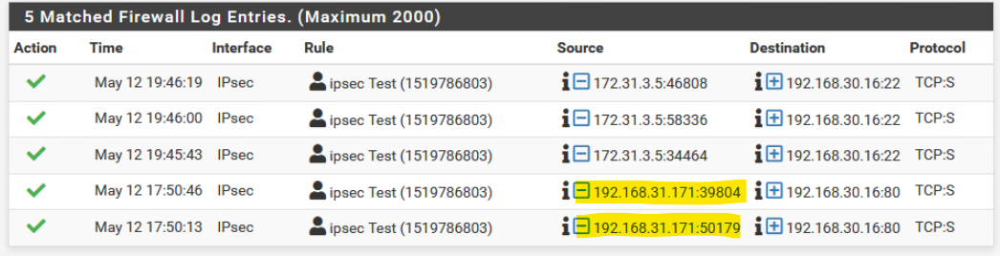 5 Matched Firewall Log Entries. (Maximum 2000)
Action Time Interface Rule Source Destination Protocol
May 12 19:46:19 IPsec ipsec Test (1519786803) 172.31.3.5:46808 192.168.30.16:22 TCP:S
May 12 19:46:00 IPsec ipsec Test (1519786803) 172.31.3.5:58336 192.168.30.16:22 TCP:S
May 12 19:45:43 IPsec ipsec Test (1519786803) 172.31.3.5:34464 192.168.30.16:22 TCP:S
May 12 17:50:46 IPsec ipsec Test (1519786803) 192.168.31.171:39804 192.168.30.16:80 TCP:S
May 12 17:50:13 IPsec ipsec Test (1519786803) 192.168.31.171:50179 192.168.30.16:80 TCP:S